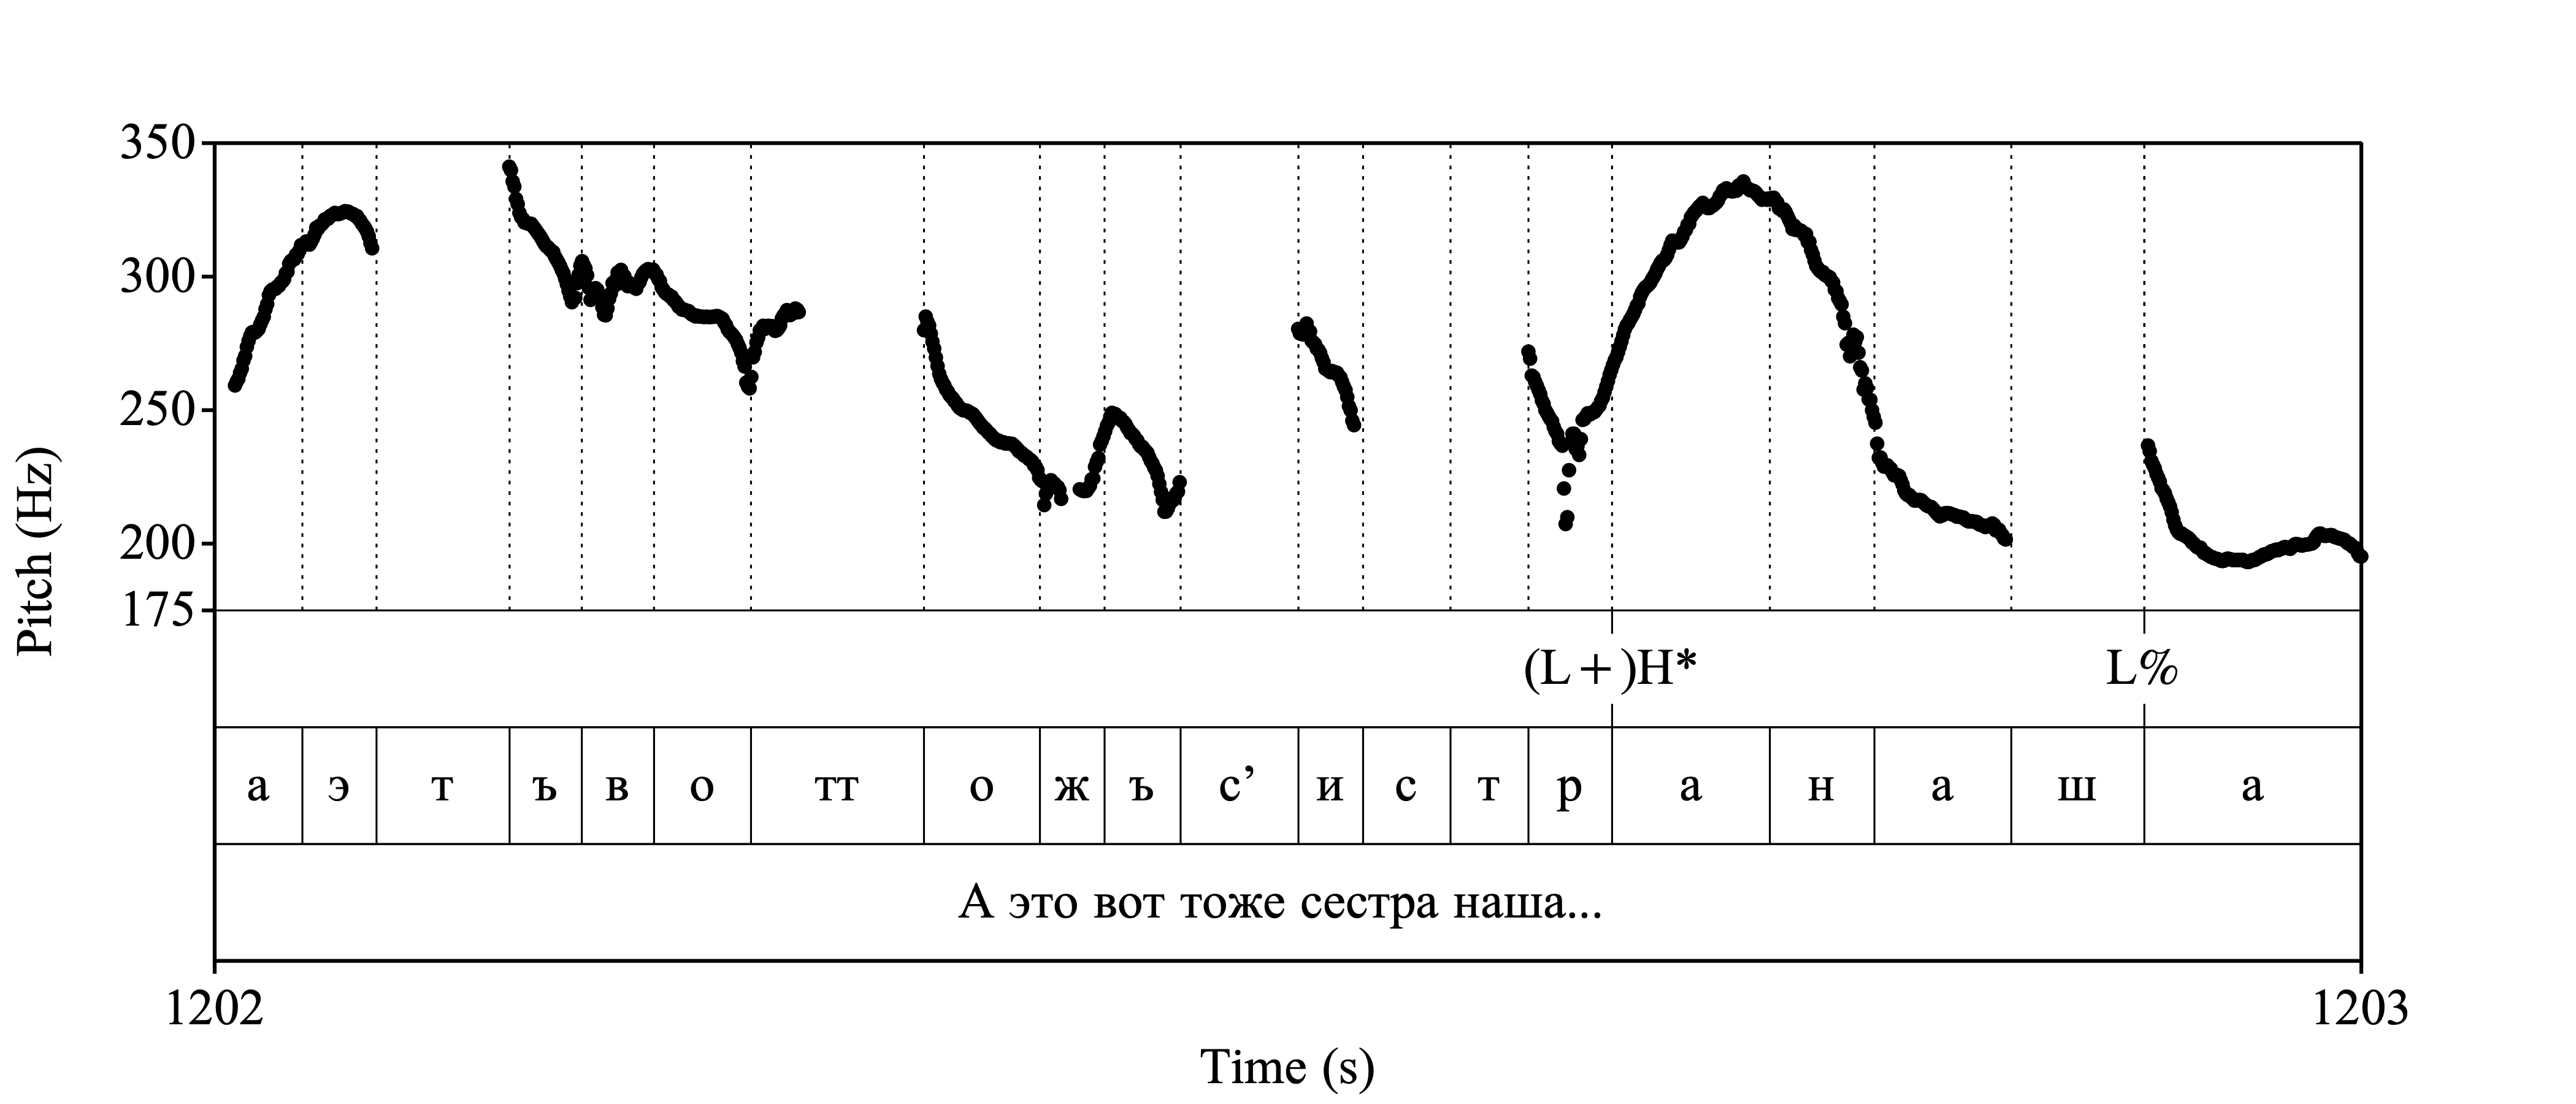 350
300
250
200
175
Pitch (Hz)
(L+)H* L%
а э т ъ в о тт о ж ъ с’ и с т р а н а ш а
А это вот тоже сестра наша...
1202 1203
Time (s)